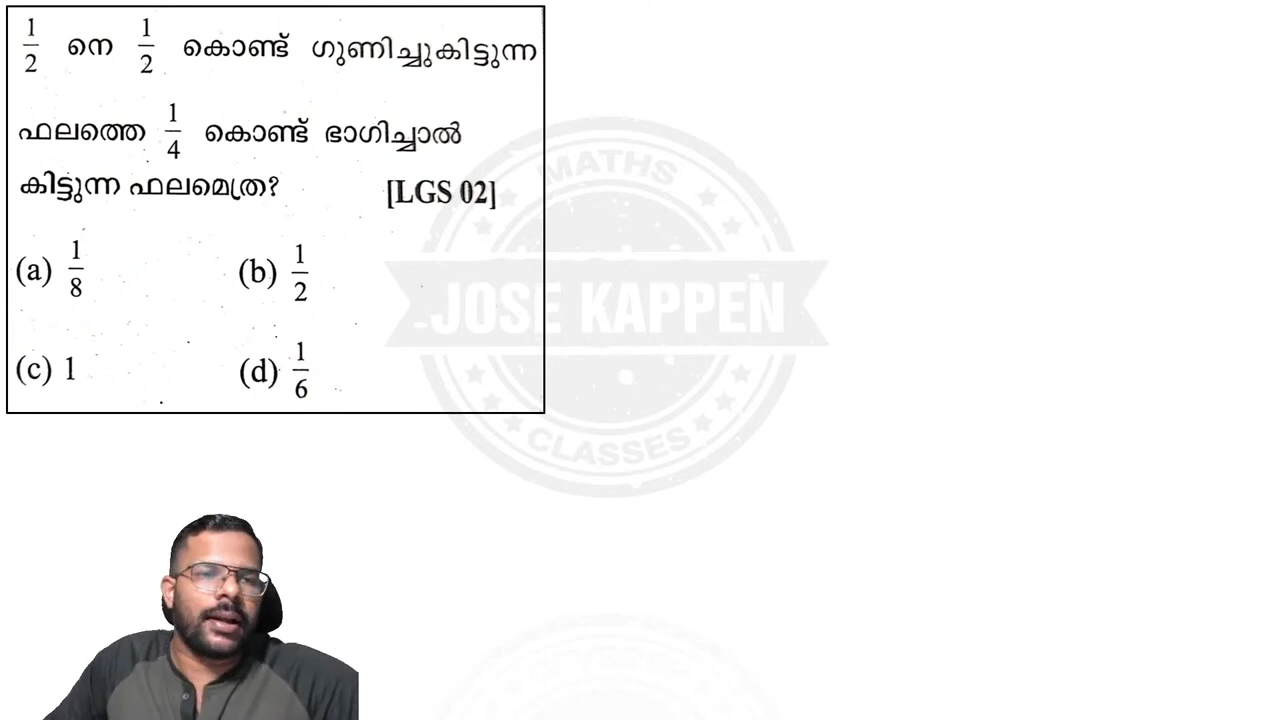 1/2 നെ 1/2 കൊണ്ട് ഗുണിച്ചുകിട്ടുന്ന
ഫലത്തെ 1/4 കൊണ്ട് ഭാഗിച്ചാൽ
കിട്ടുന്ന ഫലമെത്ര? [LGS 02]
(a) 1/8 (b) 1/2
(c) 1 (d) 1/6
MATHS
JOSE KAPPEN
CLASSES